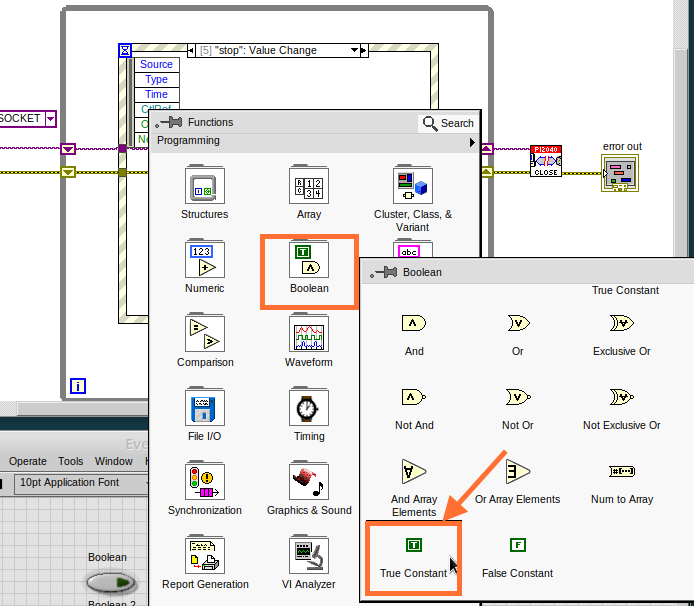 [5] "stop": Value Change
Source
Type
Time
CtlRef
SOCKET
Functions
Search
Programming
Structures
Array
Cluster, Class, &
Variant
Numeric
123
Boolean
T
abc
Comparison
Waveform
File I/O
Timing
Synchronization
Graphics & Sound
Report Generation
VI Analyzer
PI2040
CLOSE
error out
Boolean
True Constant
And
Or
Exclusive Or
Not And
Not Or
Not Exclusive Or
And Array
Elements
Or Array Elements
Num to Array
T
True Constant
F
False Constant
i
Eve
Operate Tools Window
10pt Application Font
Boolean
Boolean 2